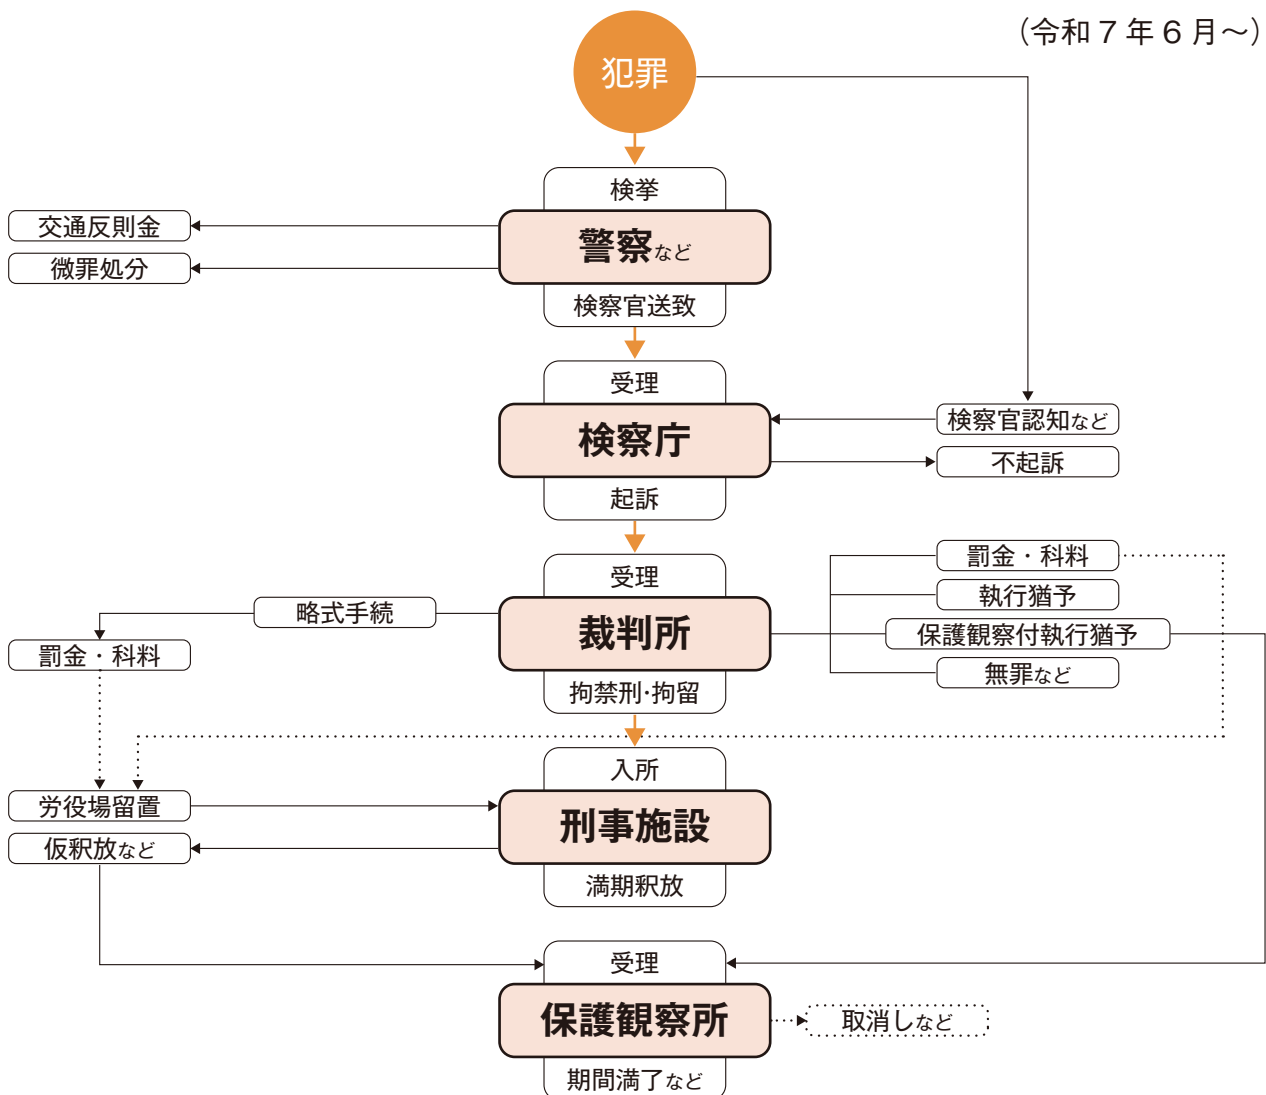 （令和７年６月～）
犯罪
検挙
警察など
交通反則金
微罪処分
検察官送致
受理
検察庁
検察官認知など
不起訴
起訴
受理
罰金・科料
執行猶予
略式手続
裁判所
保護観察付執行猶予
罰金・科料
無罪など
拘禁刑・拘留
入所
労役場留置
刑事施設
仮釈放など
満期釈放
受理
保護観察所
取消しなど
期間満了など